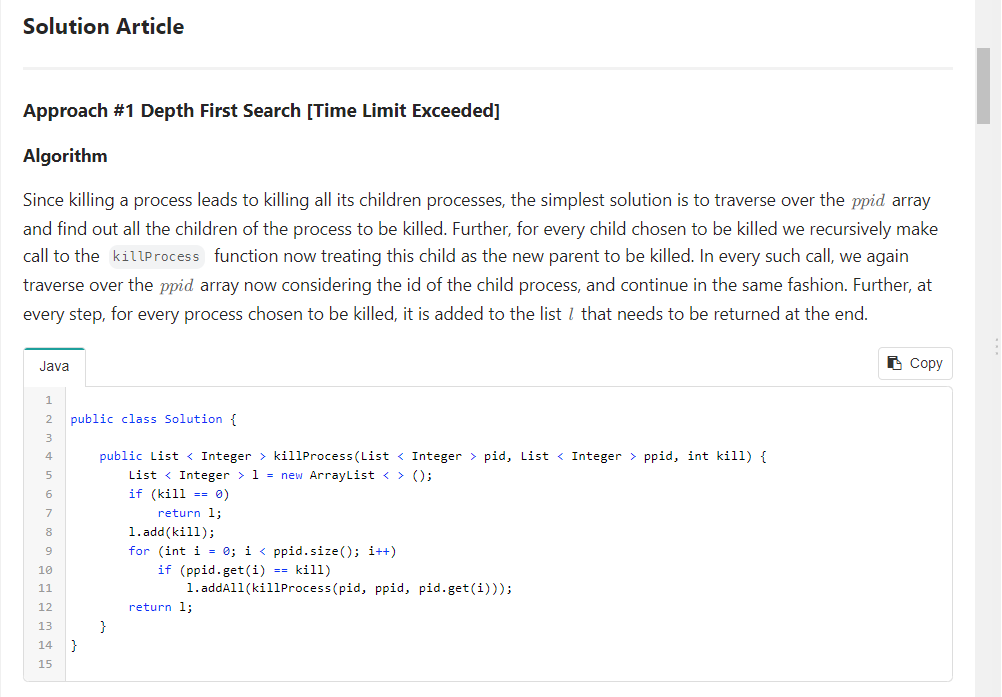 Solution Article
Approach #1 Depth First Search [Time Limit Exceeded]
Algorithm
Since killing a process leads to killing all its children processes, the simplest solution is to traverse over the ppid array
and find out all the children of the process to be killed. Further, for every child chosen to be killed we recursively make
call to the killProcess function now treating this child as the new parent to be killed. In every such call, we again
traverse over the ppid array now considering the id of the child process, and continue in the same fashion. Further, at
every step, for every process chosen to be killed, it is added to the list l that needs to be returned at the end.
Java
Copy
1
2 public class Solution {
3
4     public List < Integer > killProcess(List < Integer > pid, List < Integer > ppid, int kill) {
5         List < Integer > l = new ArrayList < > ();
6         if (kill == 0)
7             return l;
8         l.add(kill);
9         for (int i = 0; i < ppid.size(); i++)
10             if (ppid.get(i) == kill)
11                 l.addAll(killProcess(pid, ppid, pid.get(i)));
12         return l;
13     }
14 }
15